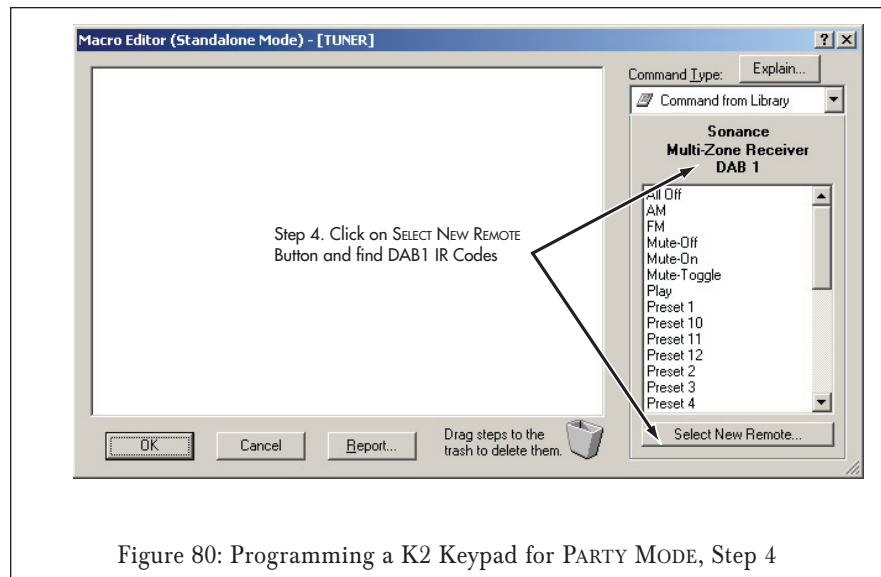 Macro Editor (Standalone Mode) - [TUNER]
Command Type:
Explain...
Command from Library
Sonance
Multi-Zone Receiver
DAB 1
All Off
AM
FM
Mute-Off
Mute-On
Mute-Toggle
Play
Preset 1
Preset 10
Preset 11
Preset 12
Preset 2
Preset 3
Preset 4
Step 4. Click on SELECT NEW REMOTE
Button and find DAB1 IR Codes
OK
Cancel
Report...
Drag steps to the
trash to delete them.
Select New Remote...
Figure 80: Programming a K2 Keypad for PARTY MODE, Step 4